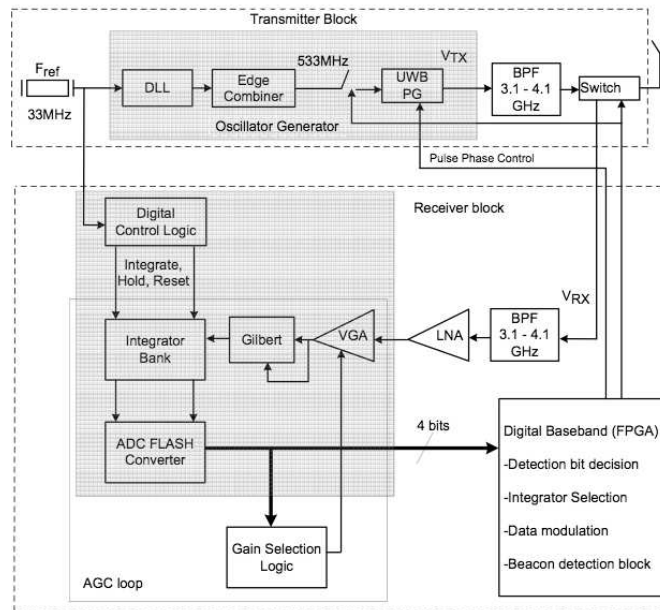 Transmitter Block
Fref
33MHz
DLL
Edge
Combiner
533MHz
UWB
PG
VTX
BPF
3.1 - 4.1
GHz
Switch
Oscillator Generator
Pulse Phase Control
Receiver block
Digital
Control Logic
Integrate,
Hold, Reset
Integrator
Bank
Gilbert
VGA
LNA
VRX
BPF
3.1 - 4.1
GHz
ADC FLASH
Converter
4 bits
Digital Baseband (FPGA)
-Detection bit decision
-Integrator Selection
-Data modulation
-Beacon detection block
Gain Selection
Logic
AGC loop